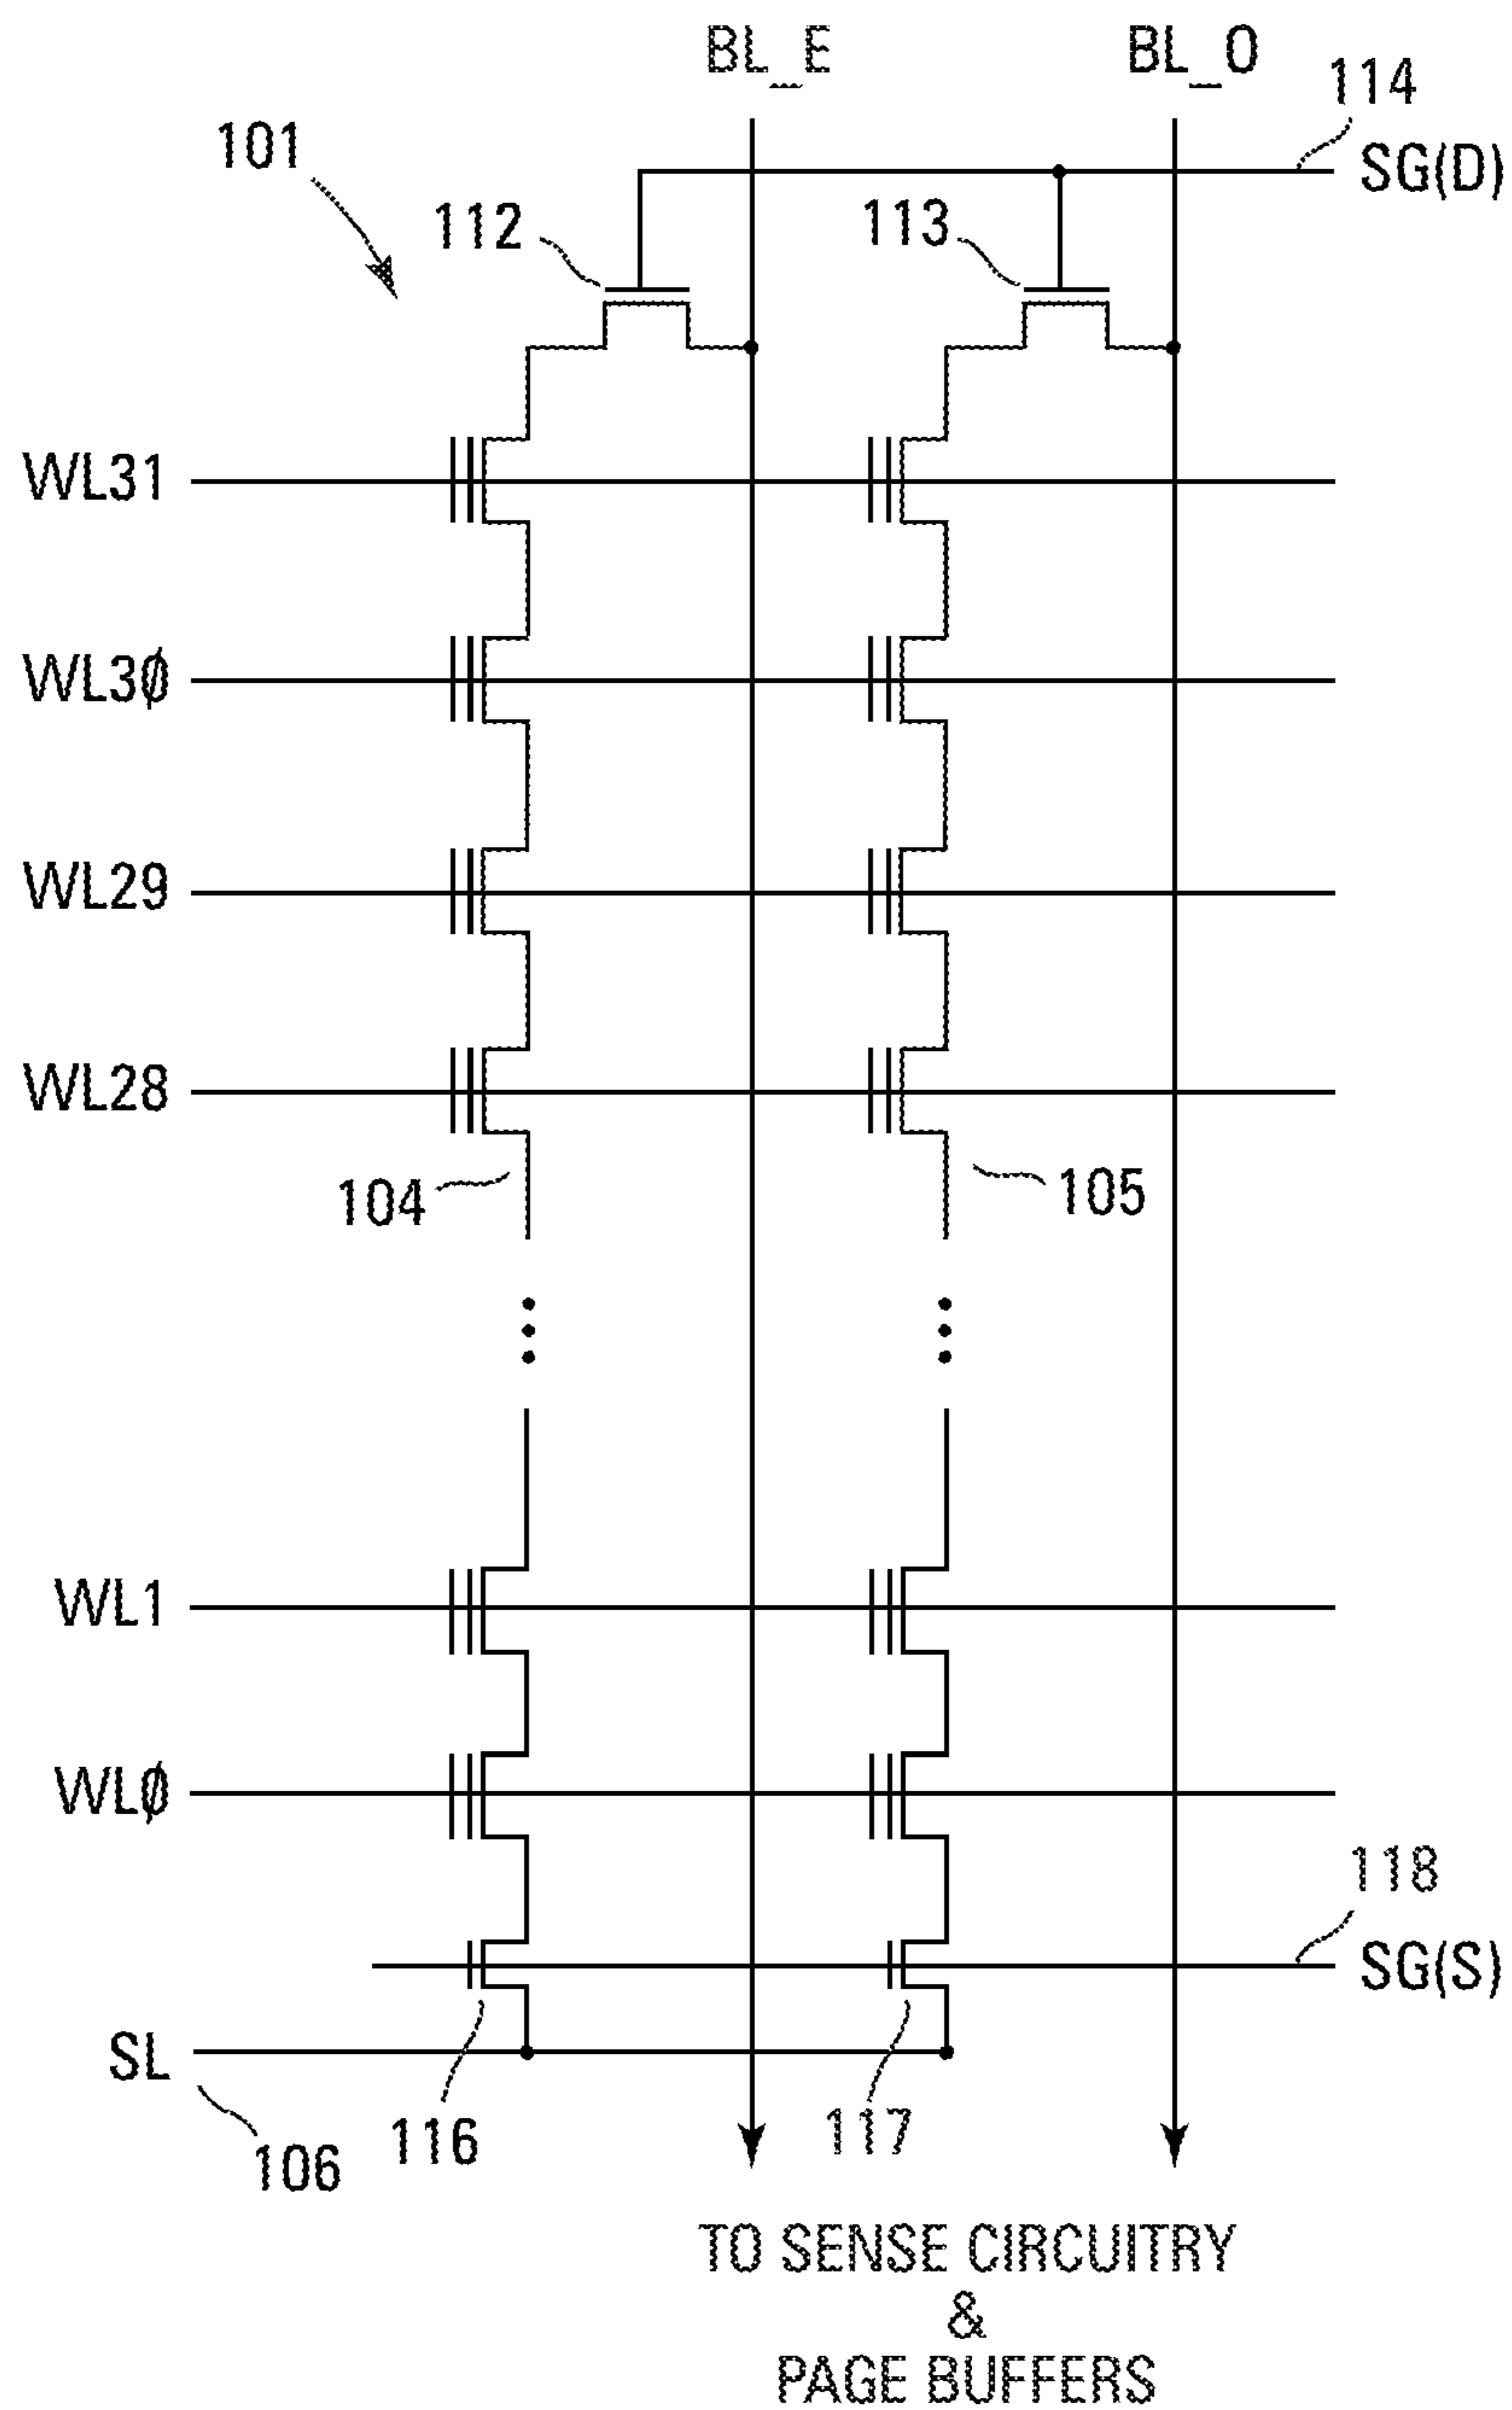 BL_E
BL_O
114
SG(D)
101
112
113
WL31
WL3Ø
WL29
WL28
104
105
WL1
WLØ
118
SG(S)
SL
116
117
106
TO SENSE CIRCUITRY
&
PAGE BUFFERS